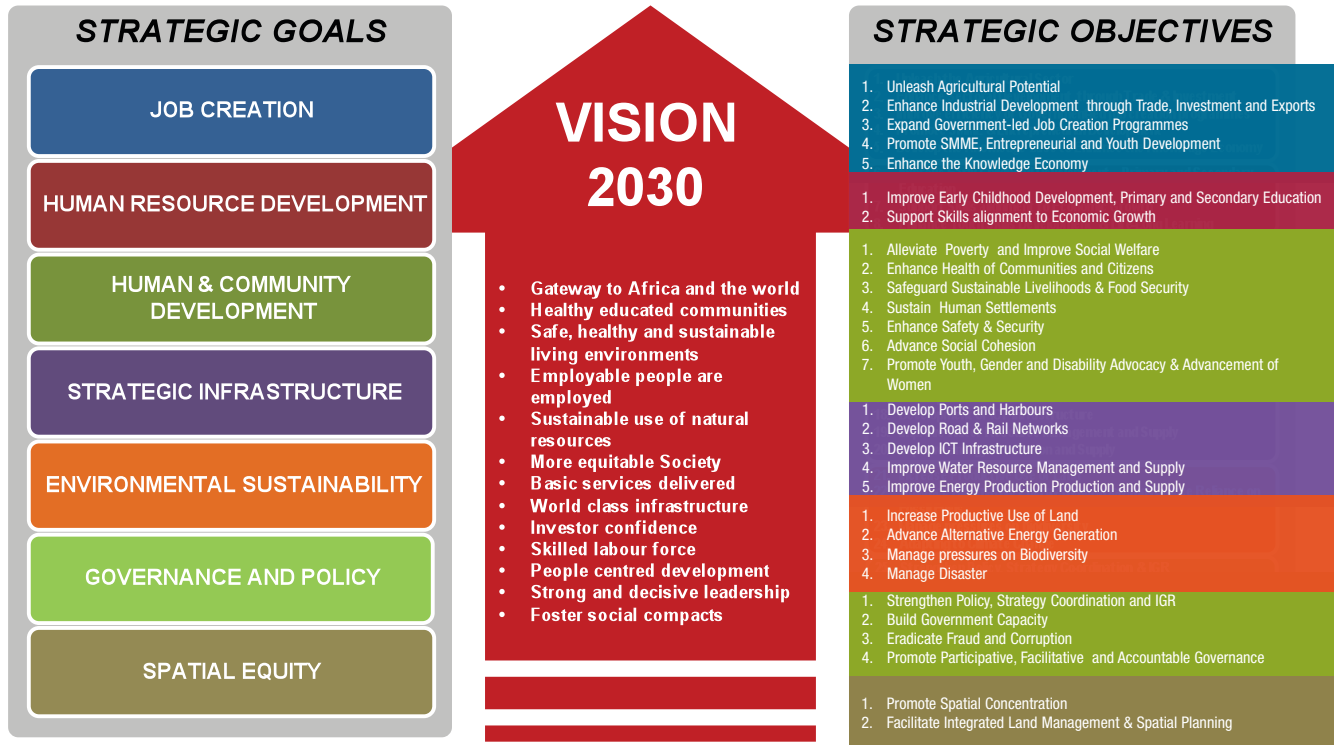 STRATEGIC GOALS
JOB CREATION
HUMAN RESOURCE DEVELOPMENT
HUMAN & COMMUNITY
DEVELOPMENT
STRATEGIC INFRASTRUCTURE
ENVIRONMENTAL SUSTAINABILITY
GOVERNANCE AND POLICY
SPATIAL EQUITY
VISION
2030
• Gateway to Africa and the world
• Healthy educated communities
• Safe, healthy and sustainable
living environments
• Employable people are
employed
• Sustainable use of natural
resources
• More equitable Society
• Basic services delivered
• World class infrastructure
• Investor confidence
• Skilled labour force
• People centred development
• Strong and decisive leadership
• Foster social compacts
STRATEGIC OBJECTIVES
1. Unleash Agricultural Potential
2. Enhance Industrial Development through Trade, Investment and Exports
3. Expand Government-led Job Creation Programmes
4. Promote SMME, Entrepreneurial and Youth Development
5. Enhance the Knowledge Economy
1. Improve Early Childhood Development, Primary and Secondary Education
2. Support Skills alignment to Economic Growth
1. Alleviate Poverty and Improve Social Welfare
2. Enhance Health of Communities and Citizens
3. Safeguard Sustainable Livelihoods & Food Security
4. Sustain Human Settlements
5. Enhance Safety & Security
6. Advance Social Cohesion
7. Promote Youth, Gender and Disability Advocacy & Advancement of
Women
1. Develop Ports and Harbours
2. Develop Road & Rail Networks
3. Develop ICT Infrastructure
4. Improve Water Resource Management and Supply
5. Improve Energy Production Production and Supply
1. Increase Productive Use of Land
2. Advance Alternative Energy Generation
3. Manage pressures on Biodiversity
4. Manage Disaster
1. Strengthen Policy, Strategy Coordination and IGR
2. Build Government Capacity
3. Eradicate Fraud and Corruption
4. Promote Participative, Facilitative and Accountable Governance
1. Promote Spatial Concentration
2. Facilitate Integrated Land Management & Spatial Planning